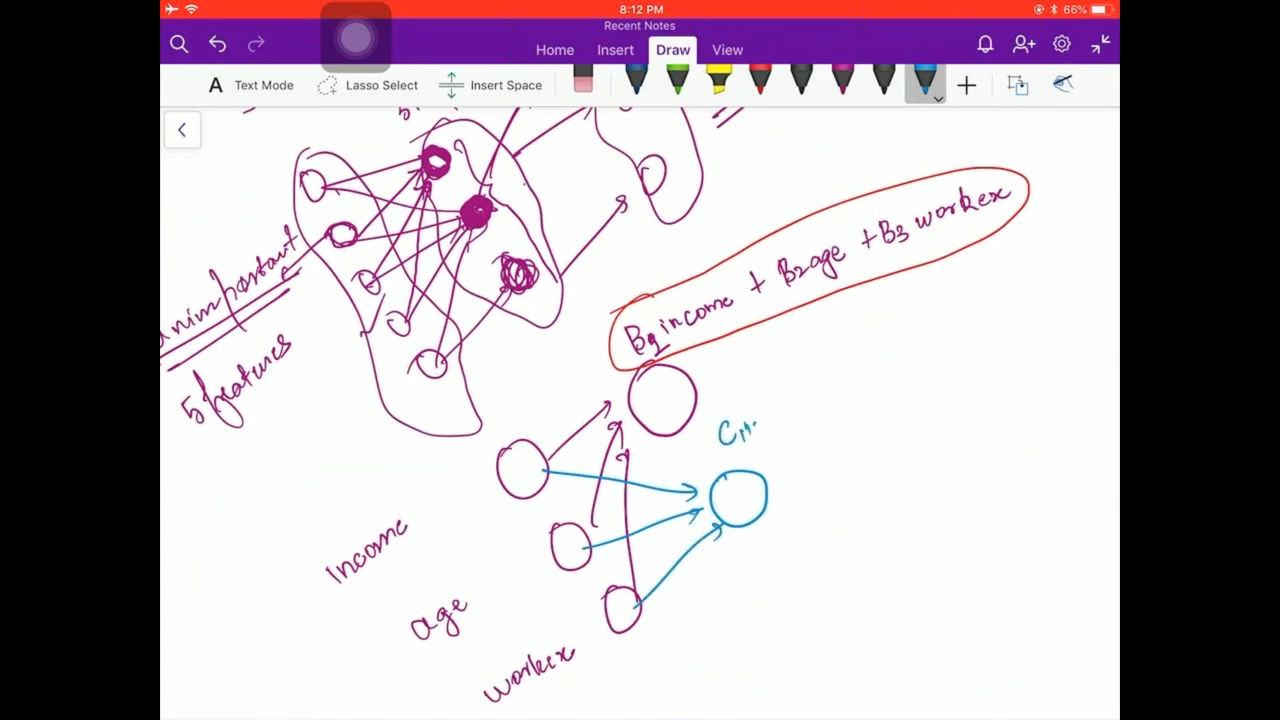 8:12 PM
66%
Recent Notes
Home Insert Draw View
A Text Mode Lasso Select Insert Space
unimportant
5 features
B1 income + B2 age + B3 workex
income
age
workex